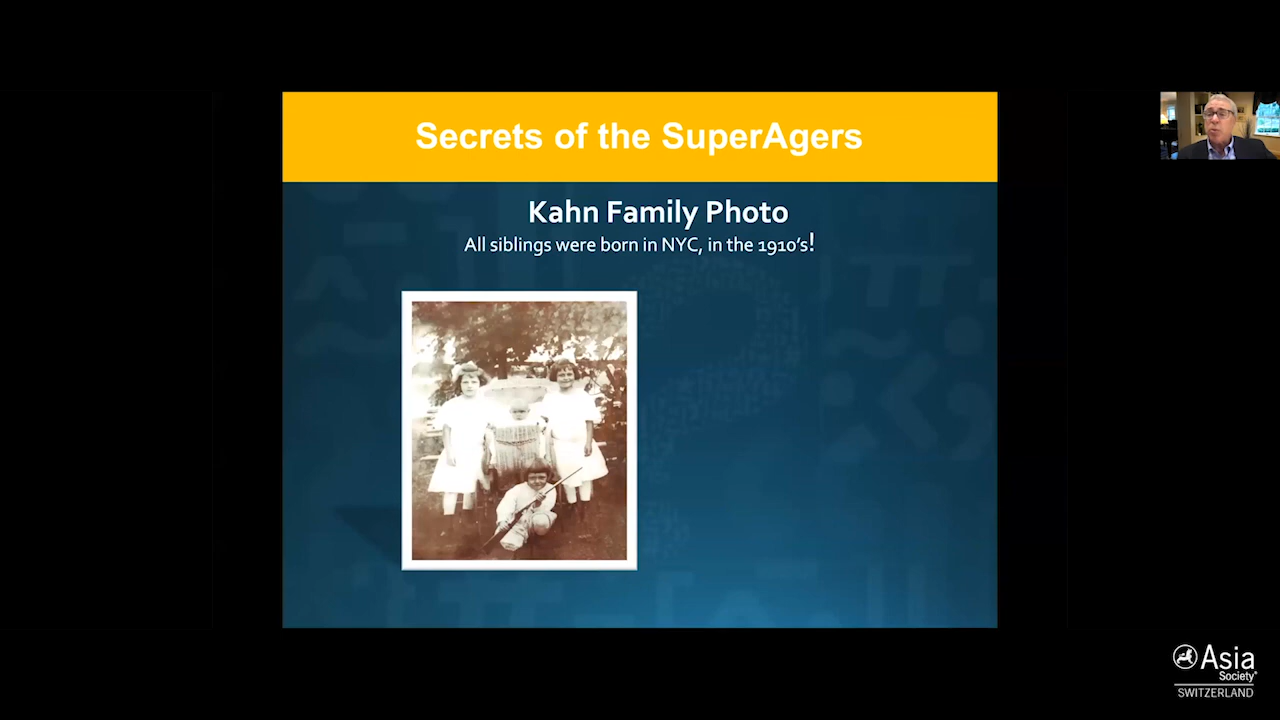 Secrets of the SuperAgers
Kahn Family Photo
All siblings were born in NYC, in the 1910's!
Asia
Society
SWITZERLAND